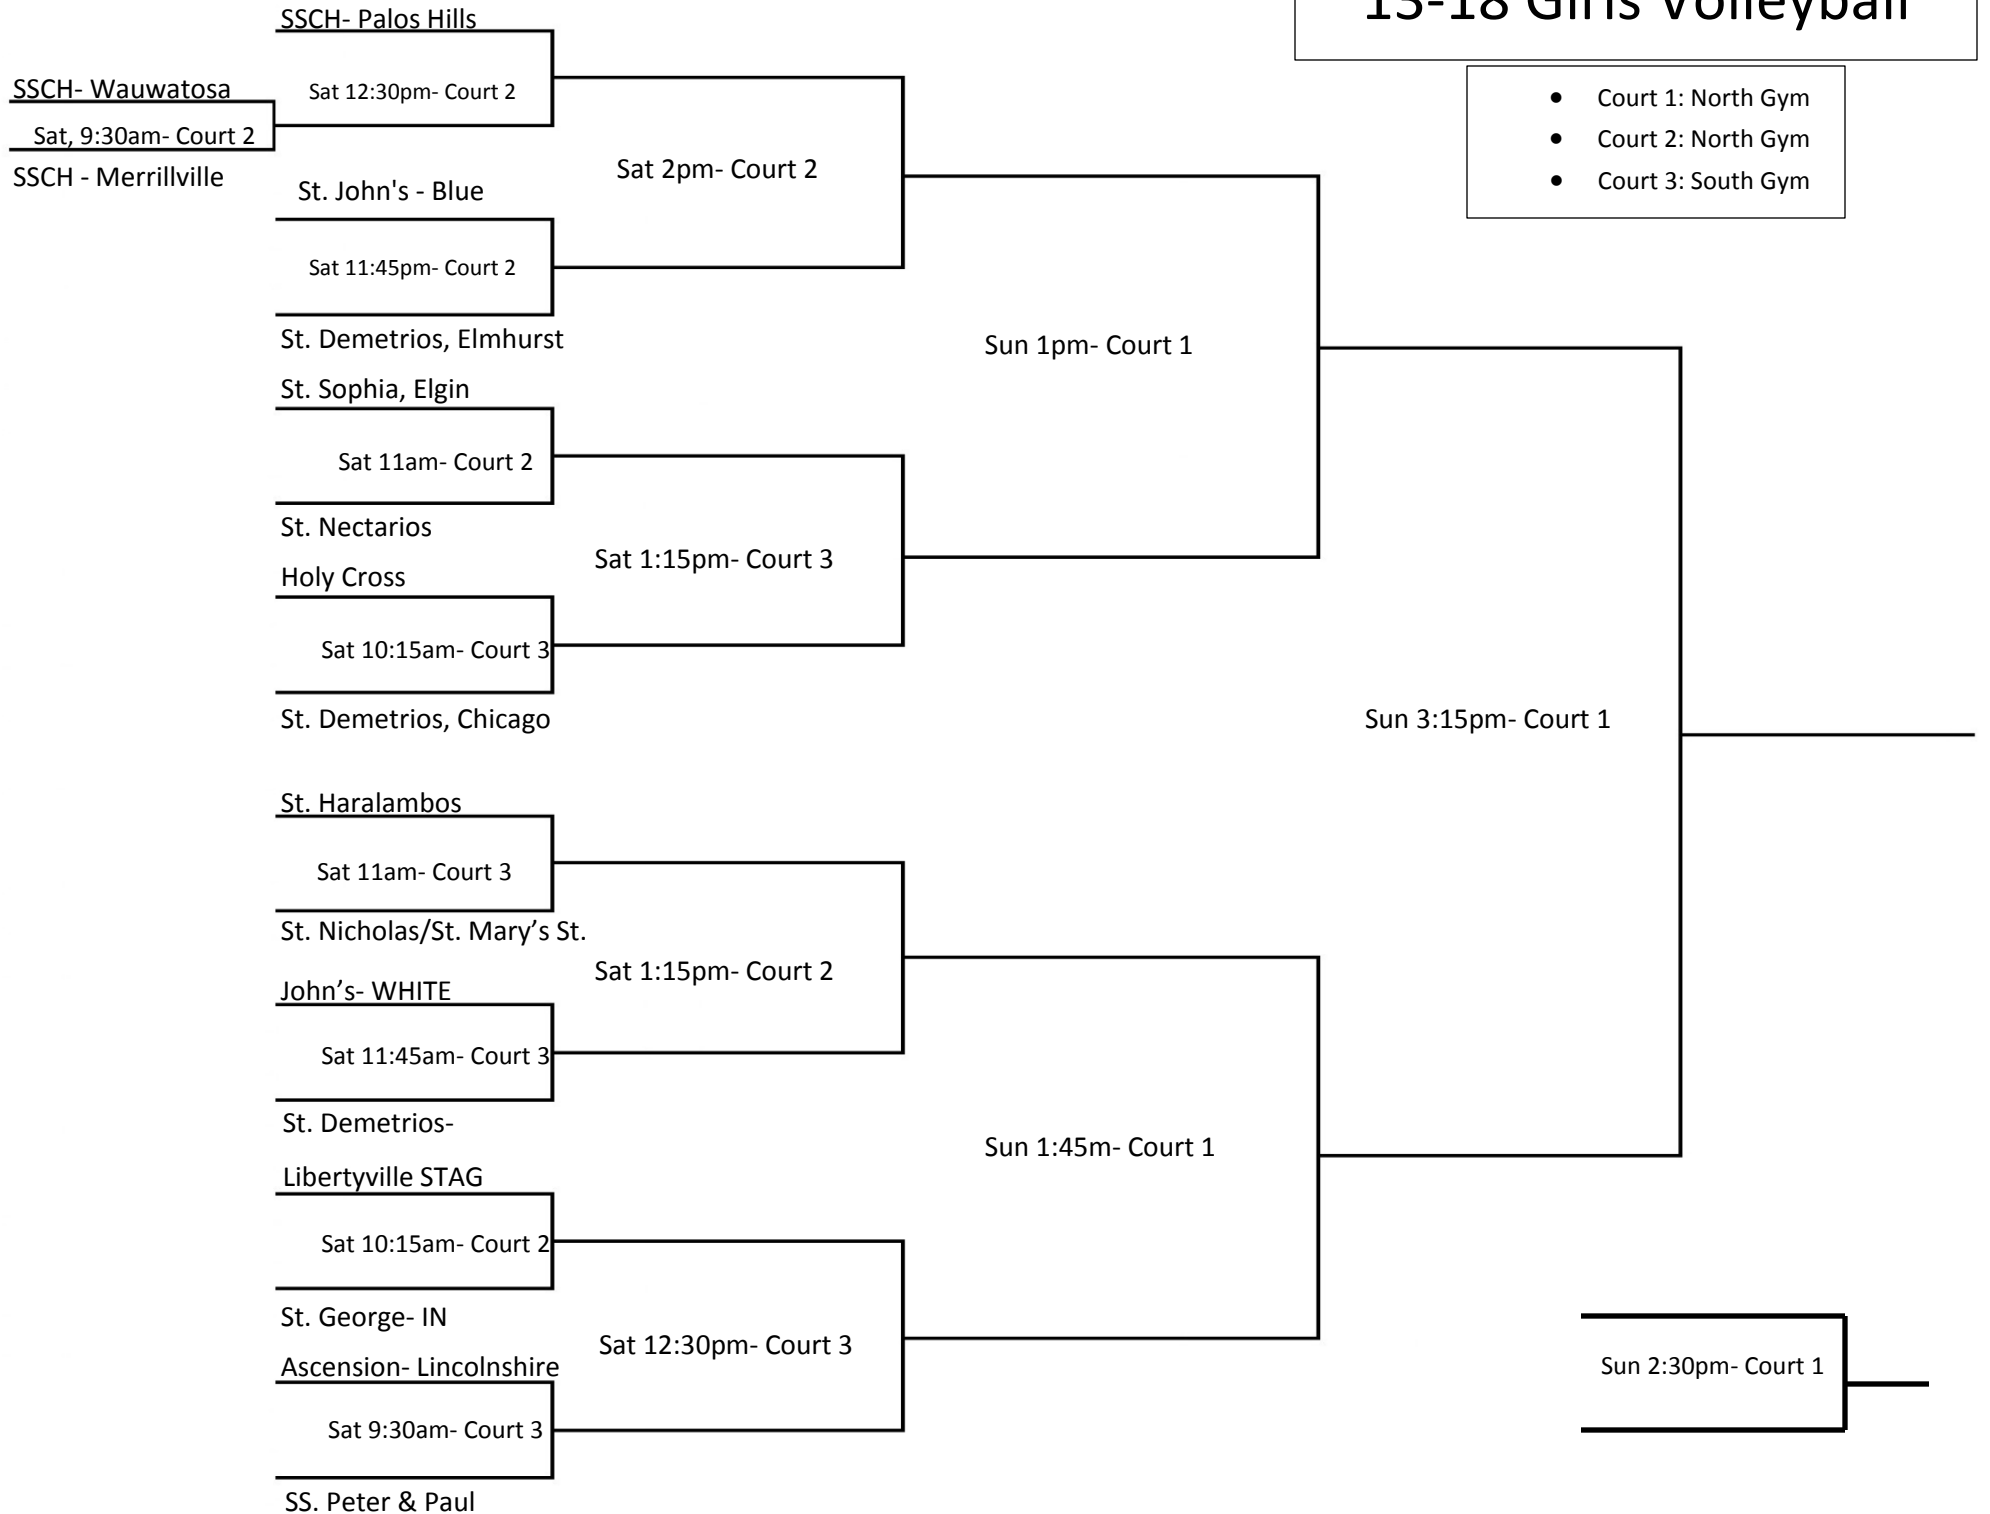 13-18 Girls Volleyball
Court 1: North Gym
Court 2: North Gym
Court 3: South Gym
SSCH- Palos Hills
SSCH- Wauwatosa
Sat 12:30pm- Court 2
Sat, 9:30am- Court 2
SSCH - Merrillville
Sat 2pm- Court 2
St. John's - Blue
Sat 11:45pm- Court 2
St. Demetrios, Elmhurst
Sun 1pm- Court 1
St. Sophia, Elgin
Sat 11am- Court 2
St. Nectarios
Sat 1:15pm- Court 3
Holy Cross
Sat 10:15am- Court 3
St. Demetrios, Chicago
Sun 3:15pm- Court 1
St. Haralambos
Sat 11am- Court 3
St. Nicholas/St. Mary’s St.
Sat 1:15pm- Court 2
John’s- WHITE
Sat 11:45am- Court 3
St. Demetrios-
Sun 1:45m- Court 1
Libertyville STAG
Sat 10:15am- Court 2
St. George- IN
Sat 12:30pm- Court 3
Ascension- Lincolnshire
Sun 2:30pm- Court 1
Sat 9:30am- Court 3
SS. Peter & Paul